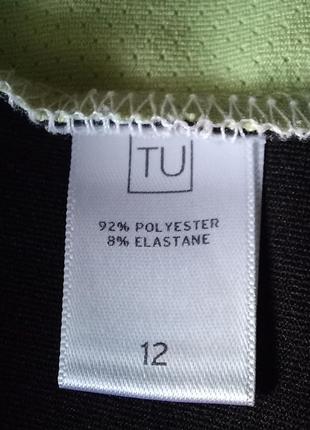 TU
92% POLYESTER
8% ELASTANE
12